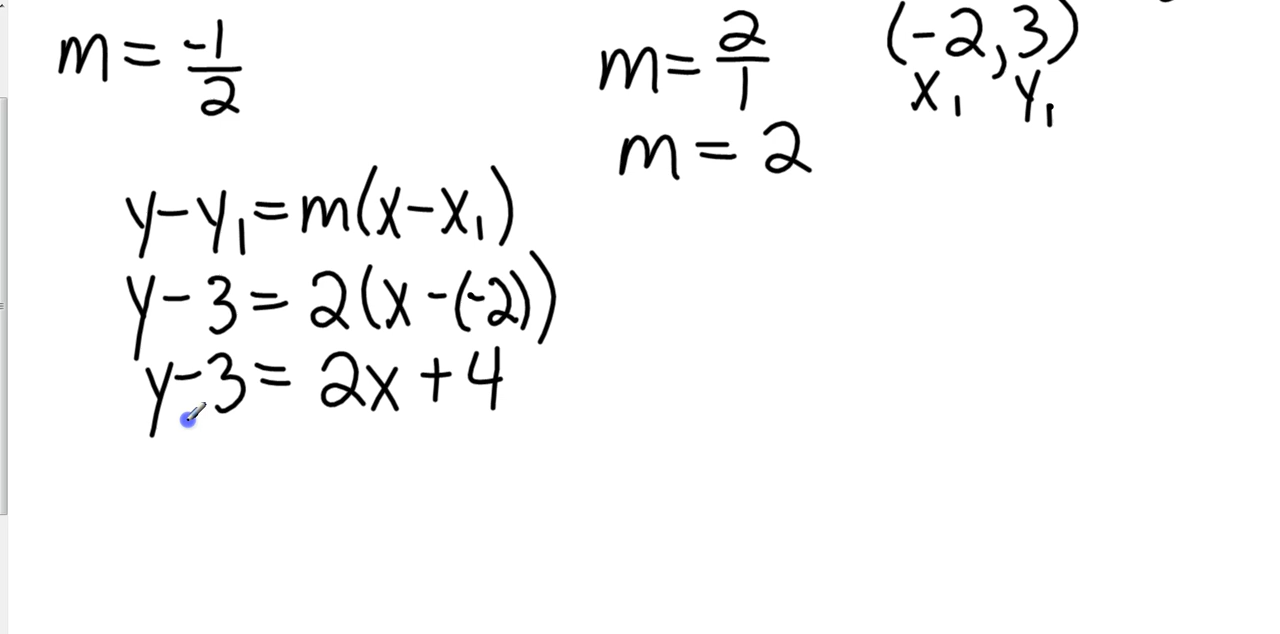 m = -1/2
m = 2/1
(-2, 3)
x₁ y₁
m = 2
y - y₁ = m(x - x₁)
y - 3 = 2(x - (-2))
y - 3 = 2x + 4